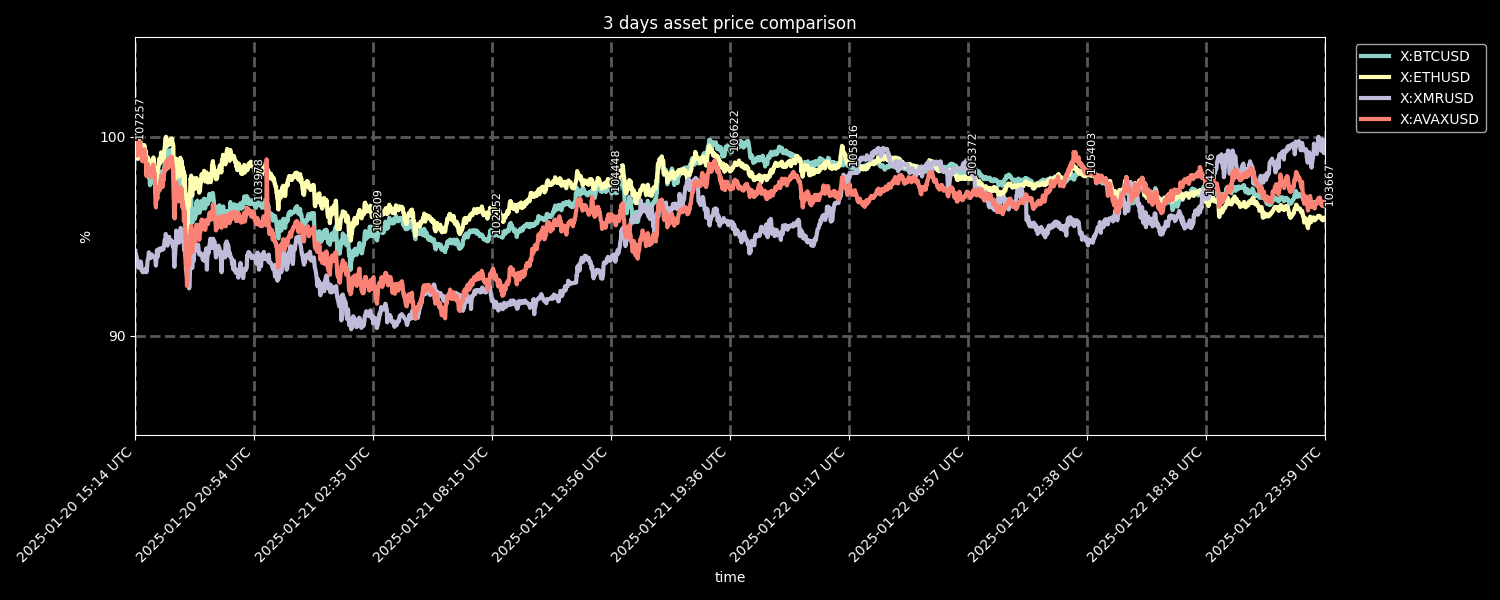 3 days asset price comparison
X:BTCUSD
X:ETHUSD
X:XMRUSD
X:AVAXUSD
100
90
%
107257
103978
102309
102152
104448
106622
105816
105372
105403
104276
103667
2025-01-20 15:14 UTC
2025-01-20 20:54 UTC
2025-01-21 02:35 UTC
2025-01-21 08:15 UTC
2025-01-21 13:56 UTC
2025-01-21 19:36 UTC
2025-01-22 01:17 UTC
2025-01-22 06:57 UTC
2025-01-22 12:38 UTC
2025-01-22 18:18 UTC
2025-01-22 23:59 UTC
time